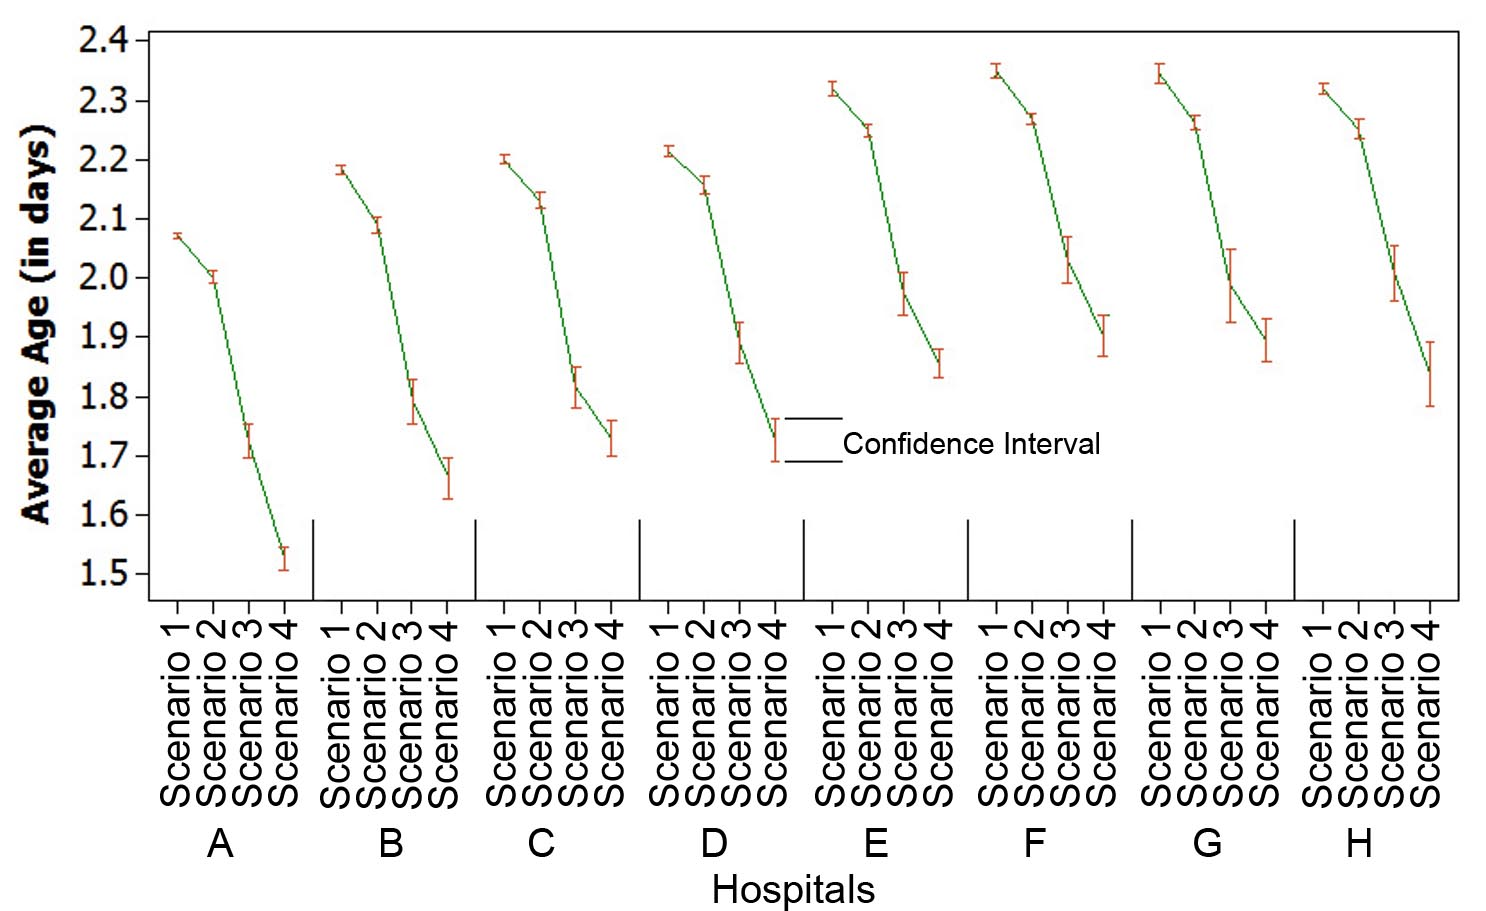 Average Age (in days)
2.4
2.3
2.2
2.1
2.0
1.9
1.8
1.7
1.6
1.5
Confidence Interval
Scenario 1
Scenario 2
Scenario 3
Scenario 4
Scenario 1
Scenario 2
Scenario 3
Scenario 4
Scenario 1
Scenario 2
Scenario 3
Scenario 4
Scenario 1
Scenario 2
Scenario 3
Scenario 4
Scenario 1
Scenario 2
Scenario 3
Scenario 4
Scenario 1
Scenario 2
Scenario 3
Scenario 4
Scenario 1
Scenario 2
Scenario 3
Scenario 4
Scenario 1
Scenario 2
Scenario 3
Scenario 4
A B C D E F G H
Hospitals